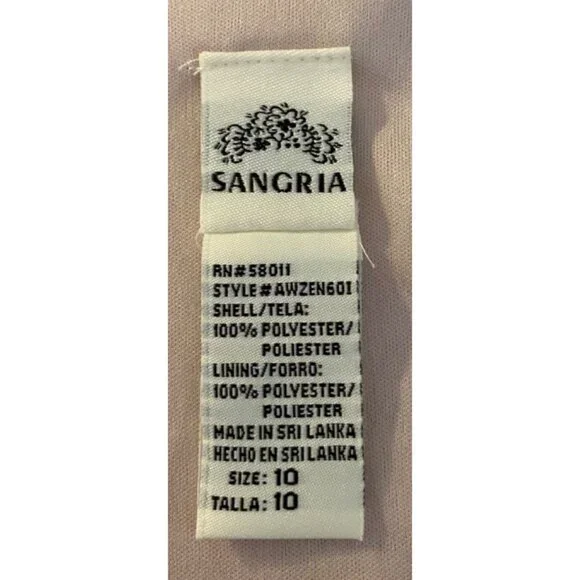 SANGRIA
RN#58011
STYLE#AWZEN601
SHELL/TELA:
100% POLYESTER/
POLIESTER
LINING/FORRO:
100% POLYESTER/
POLIESTER
MADE IN SRI LANKA
HECHO EN SRI LANKA
SIZE: 10
TALLA: 10